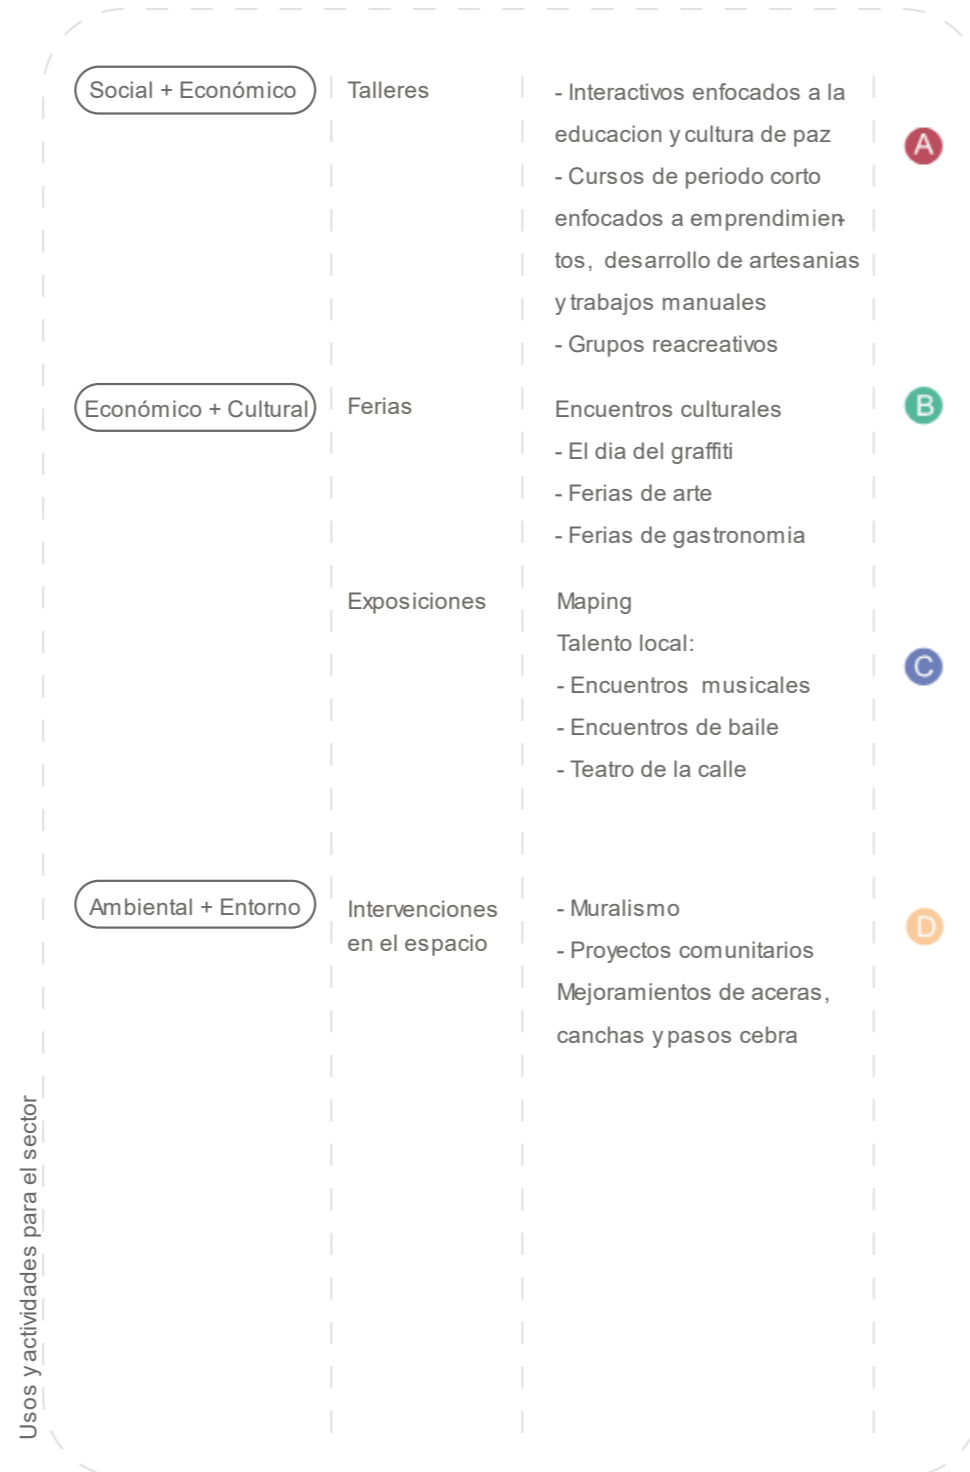 Social + Económico
Talleres
- Interactivos enfocados a la
educacion y cultura de paz
- Cursos de periodo corto
enfocados a emprendimien-
tos, desarrollo de artesanias
y trabajos manuales
- Grupos reacreativos
A
Económico + Cultural
Ferias
Encuentros culturales
- El dia del graffiti
- Ferias de arte
- Ferias de gastronomia
B
Exposiciones
Maping
Talento local:
- Encuentros musicales
- Encuentros de baile
- Teatro de la calle
C
Ambiental + Entorno
Intervenciones
en el espacio
- Muralismo
- Proyectos comunitarios
Mejoramientos de aceras,
canchas y pasos cebra
D
Usos y actividades para el sector